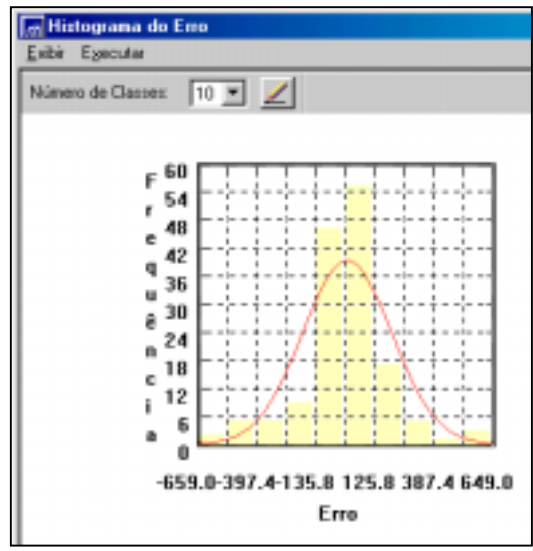 Histograma do Erro
Exibir Executar
Número de Classes: 10
Frequência
60
54
48
42
36
30
24
18
12
6
0
-659.0 -397.4 -135.8 125.8 387.4 649.0
Erro